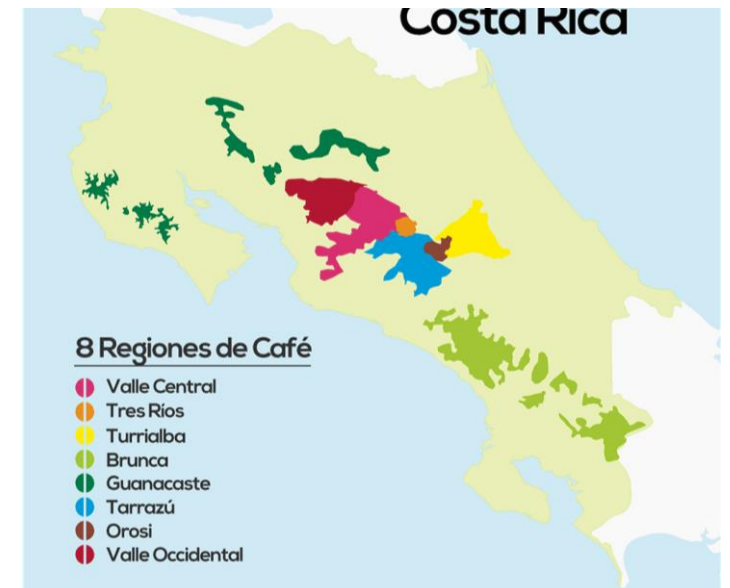 Costa Rica
8 Regiones de Café
Valle Central
Tres Ríos
Turrialba
Brunca
Guanacaste
Tarrazú
Orosi
Valle Occidental